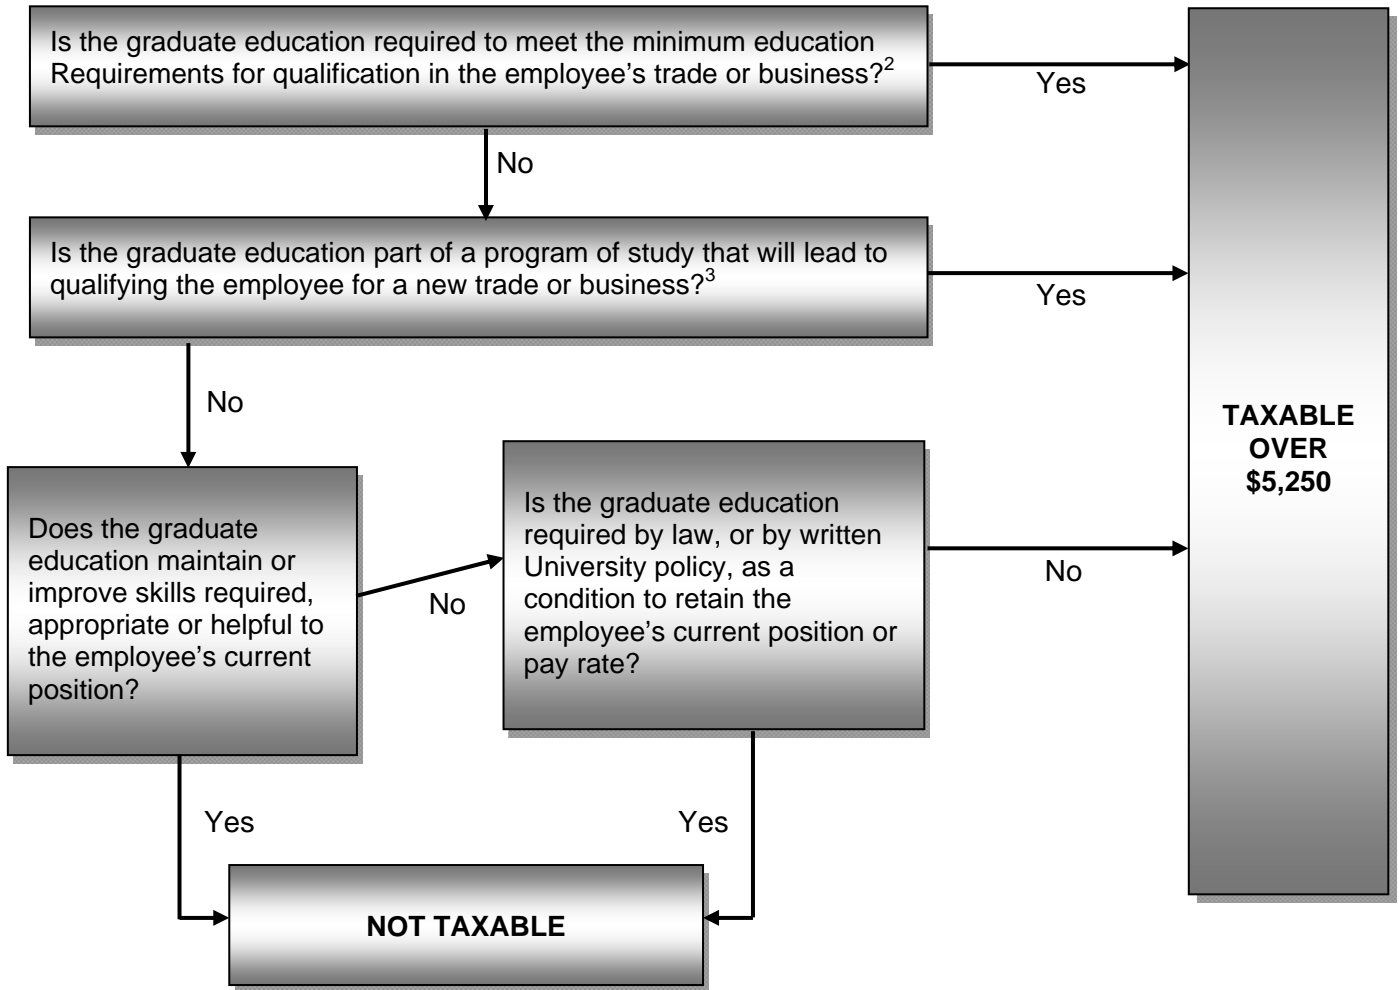 Is the graduate education required to meet the minimum education
Requirements for qualification in the employee’s trade or business?2
Yes
No
Is the graduate education part of a program of study that will lead to
qualifying the employee for a new trade or business?3
Yes
No
Does the graduate
education maintain or
improve skills required,
appropriate or helpful to
the employee’s current
position?
No
Is the graduate education
required by law, or by written
University policy, as a
condition to retain the
employee’s current position or
pay rate?
No
TAXABLE
OVER
$5,250
Yes
Yes
NOT TAXABLE